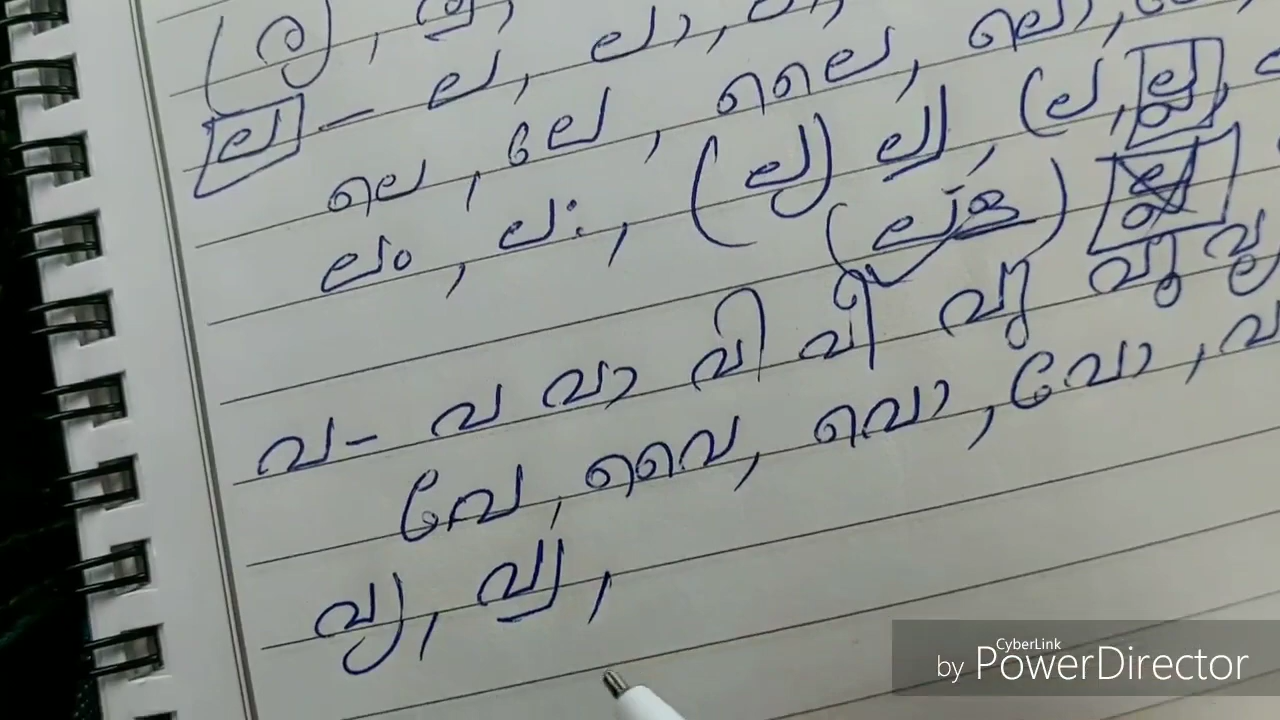 ല - ല, ലാ,
ലെ, ലേ, ലൈ, ലൊ,
ലം, ലഃ, (ല്യ) ല്ല, (ല,
വ - വ വാ വി വീ വു വൂ വൃ
വേ, വൈ, വൊ, വോ,
വ്യ, വ്വ,
CyberLink
by PowerDirector